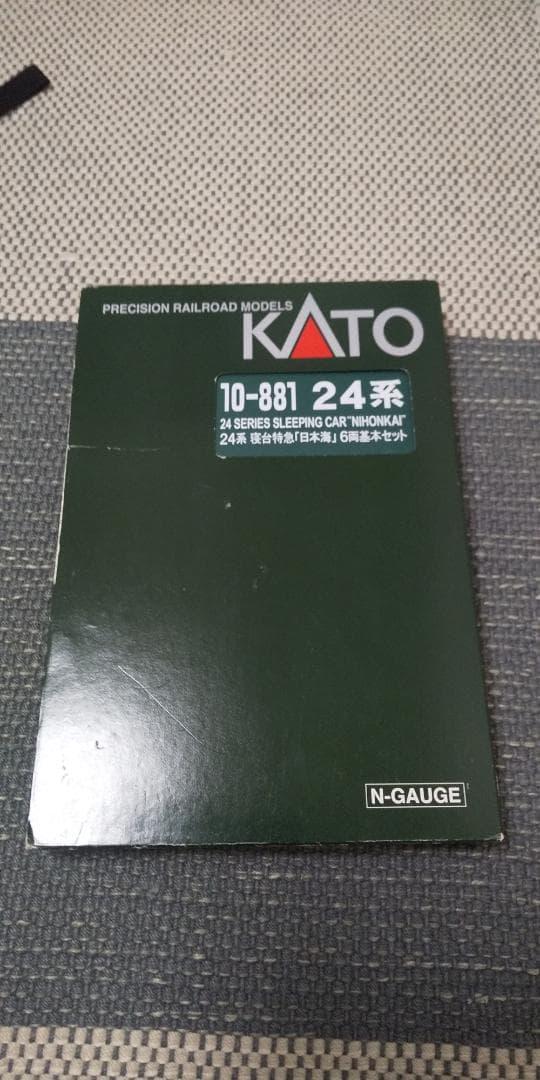 PRECISION RAILROAD MODELS
KATO
10-881 24系
24 SERIES SLEEPING CAR "NIHONKAI"
24系 寝台特急「日本海」6両基本セット
N-GAUGE